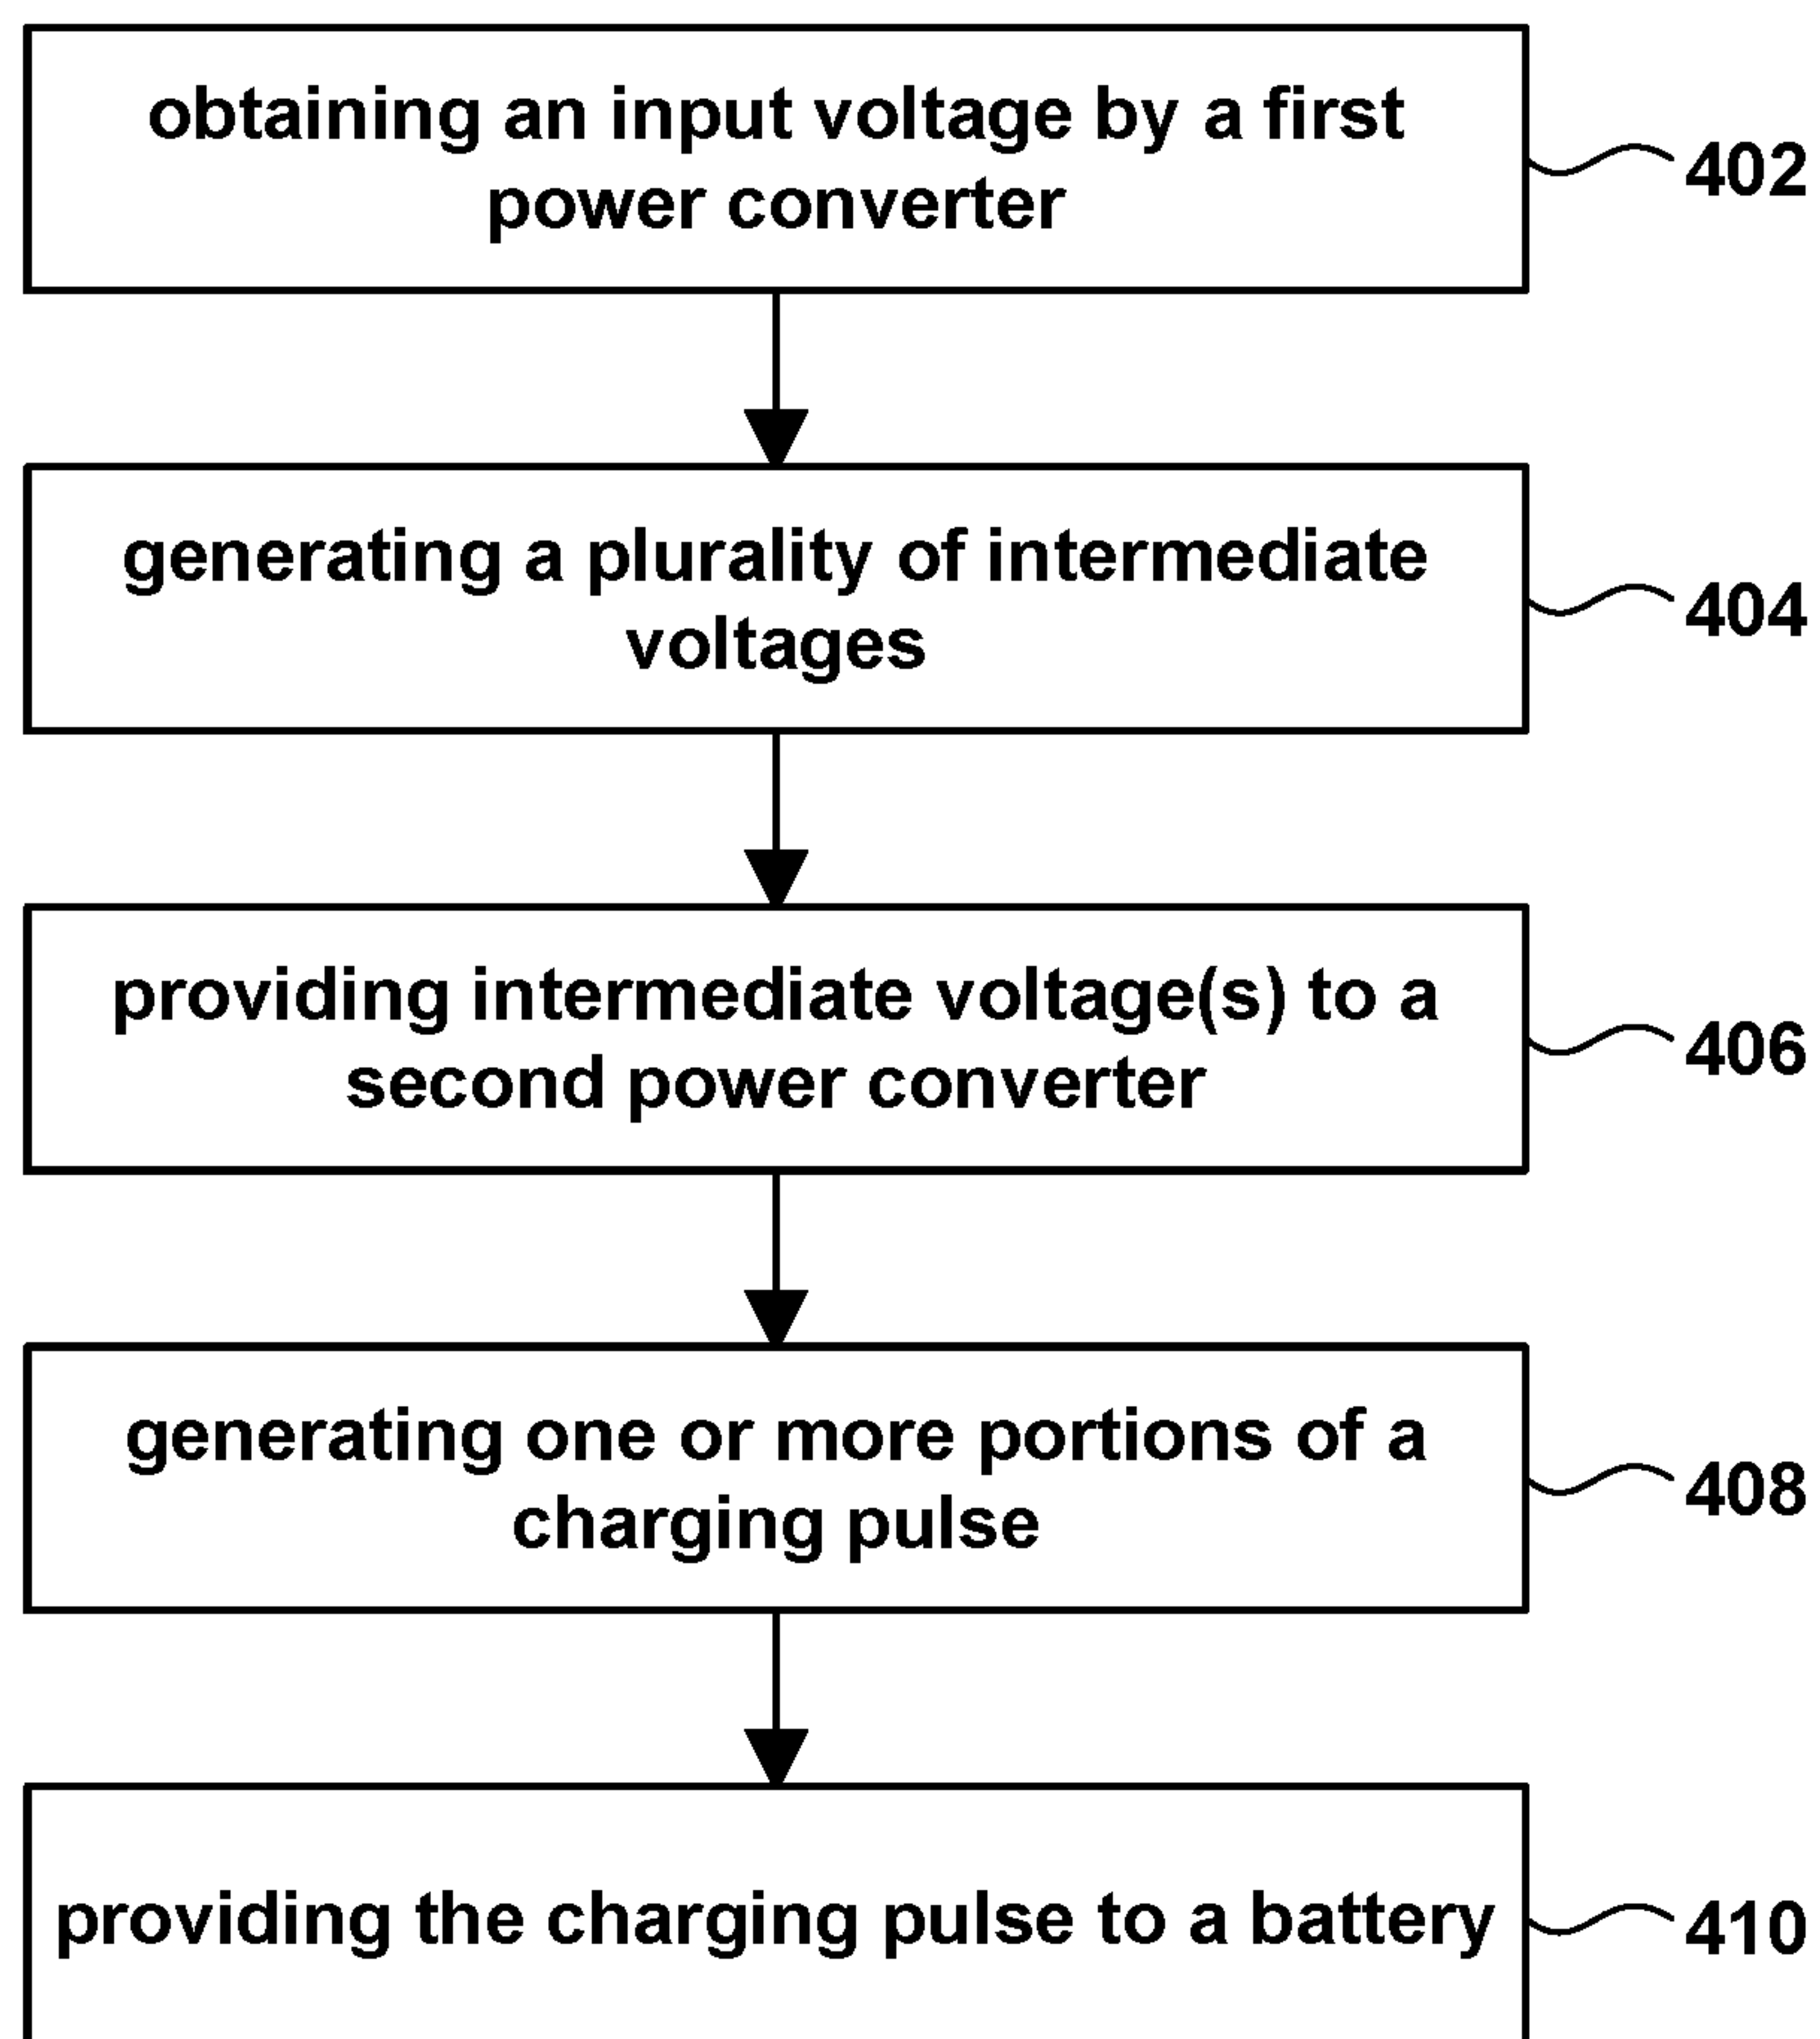 obtaining an input voltage by a first
power converter
402
generating a plurality of intermediate
voltages
404
providing intermediate voltage(s) to a
second power converter
406
generating one or more portions of a
charging pulse
408
providing the charging pulse to a battery
410